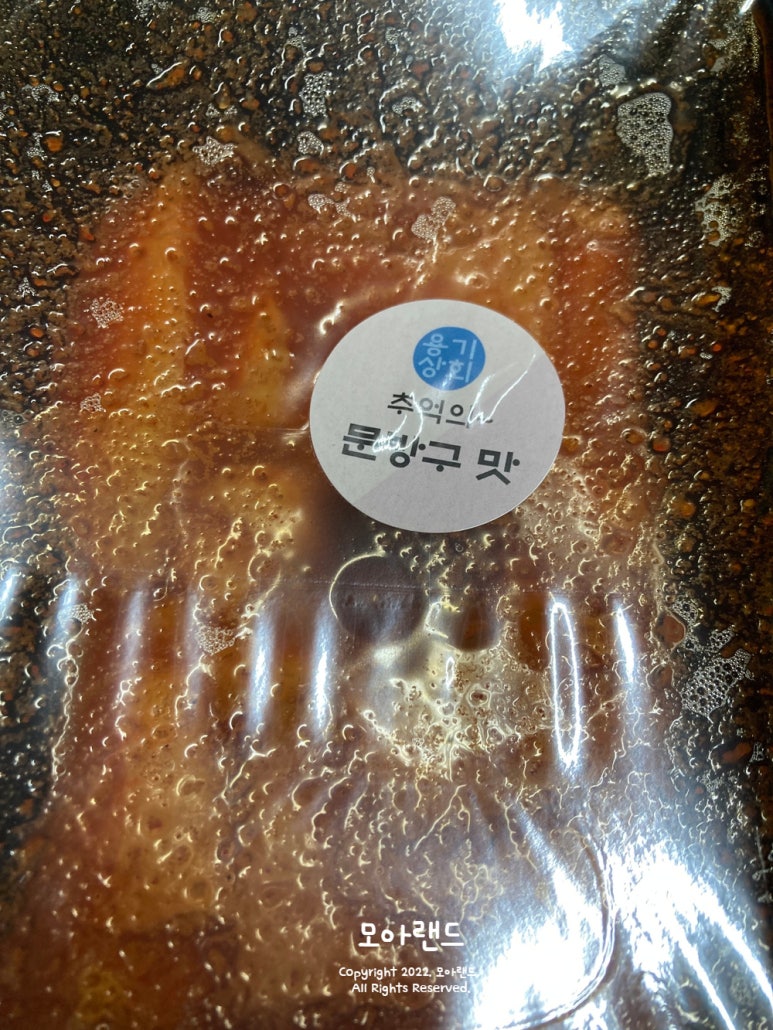 용기
상회
추억의~
문방구 맛
모아랜드
Copyright 2022. 모아랜드
All Rights Reserved.